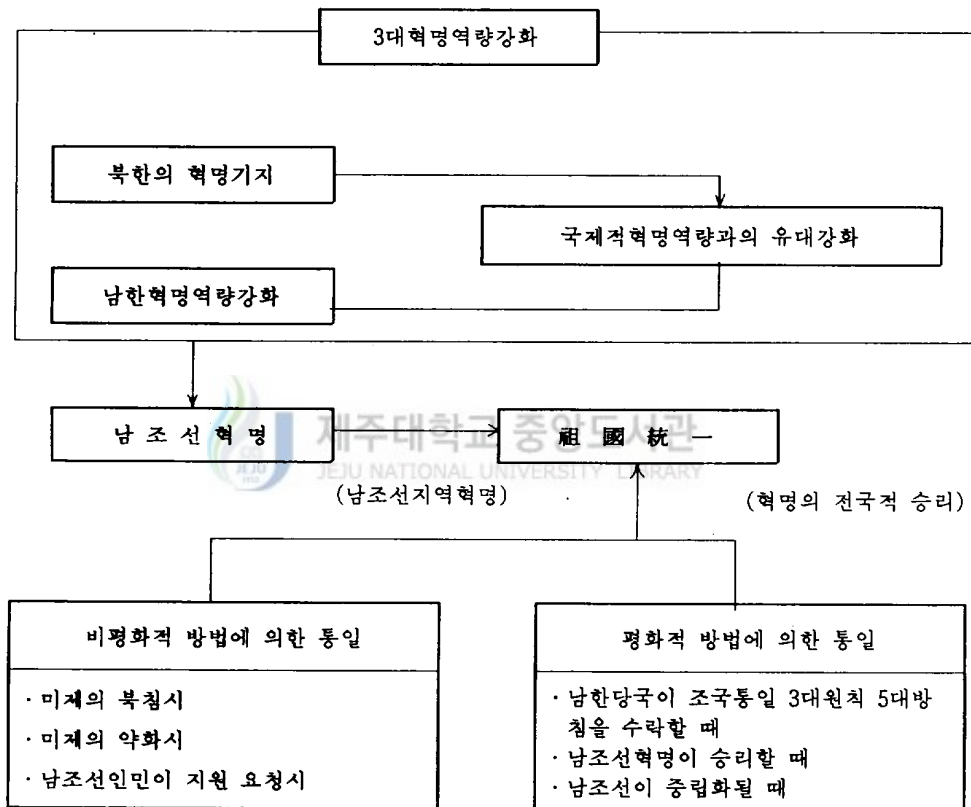 3대혁명역량강화
북한의 혁명기지
국제적혁명역량과의 유대강화
남한혁명역량강화
남조선혁명
祖國統一
제주대학교 중앙도서관
JEJU NATIONAL UNIVERSITY LIBRARY
(남조선지역혁명)
(혁명의 전국적 승리)
비평화적 방법에 의한 통일
· 미제의 북침시
· 미제의 약화시
· 남조선인민이 지원 요청시
평화적 방법에 의한 통일
· 남한당국이 조국통일 3대원칙 5대방
침을 수락할 때
· 남조선혁명이 승리할 때
· 남조선이 중립화될 때